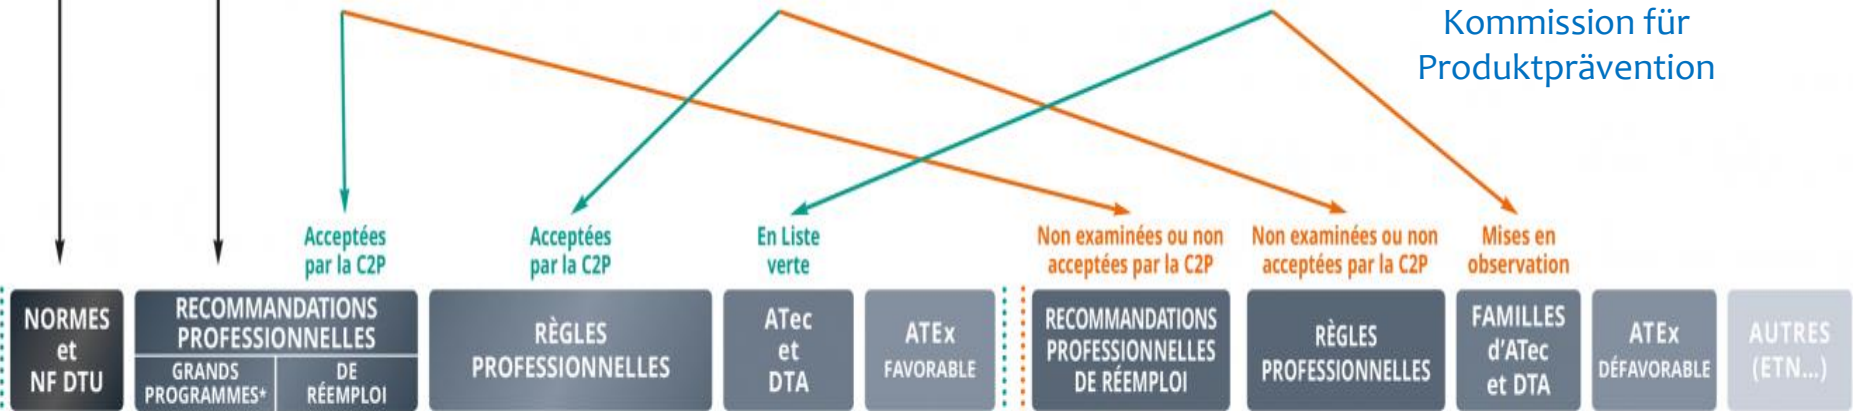 Kommission für
Produktprävention
Acceptées
par la C2P
Acceptées
par la C2P
En Liste
verte
Non examinées ou non
acceptées par la C2P
Non examinées ou non
acceptées par la C2P
Mises en
observation
NORMES
et
NF DTU
RECOMMANDATIONS
PROFESSIONNELLES
GRANDS
PROGRAMMES*
DE
RÉEMPLOI
RÈGLES
PROFESSIONNELLES
ATec
et
DTA
ATEx
FAVORABLE
RECOMMANDATIONS
PROFESSIONNELLES
DE RÉEMPLOI
RÈGLES
PROFESSIONNELLES
FAMILLES
d'ATec
et DTA
ATEx
DÉFAVORABLE
AUTRES
(ETN...)